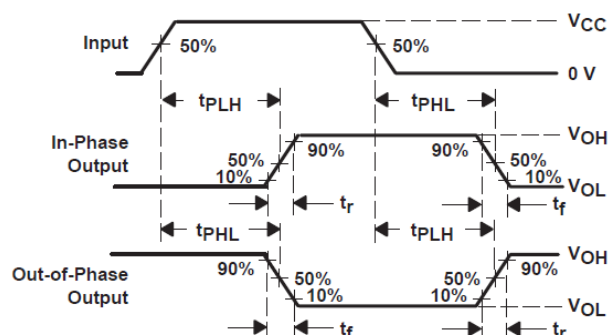 Input
50%
50%
VCC
0 V
tPLH
tPHL
In-Phase
Output
50%
10%
90%
90%
50%
10%
VOH
VOL
tr
tf
tPHL
tPLH
Out-of-Phase
Output
90%
50%
10%
50%
10%
90%
VOH
VOL
tf
tr